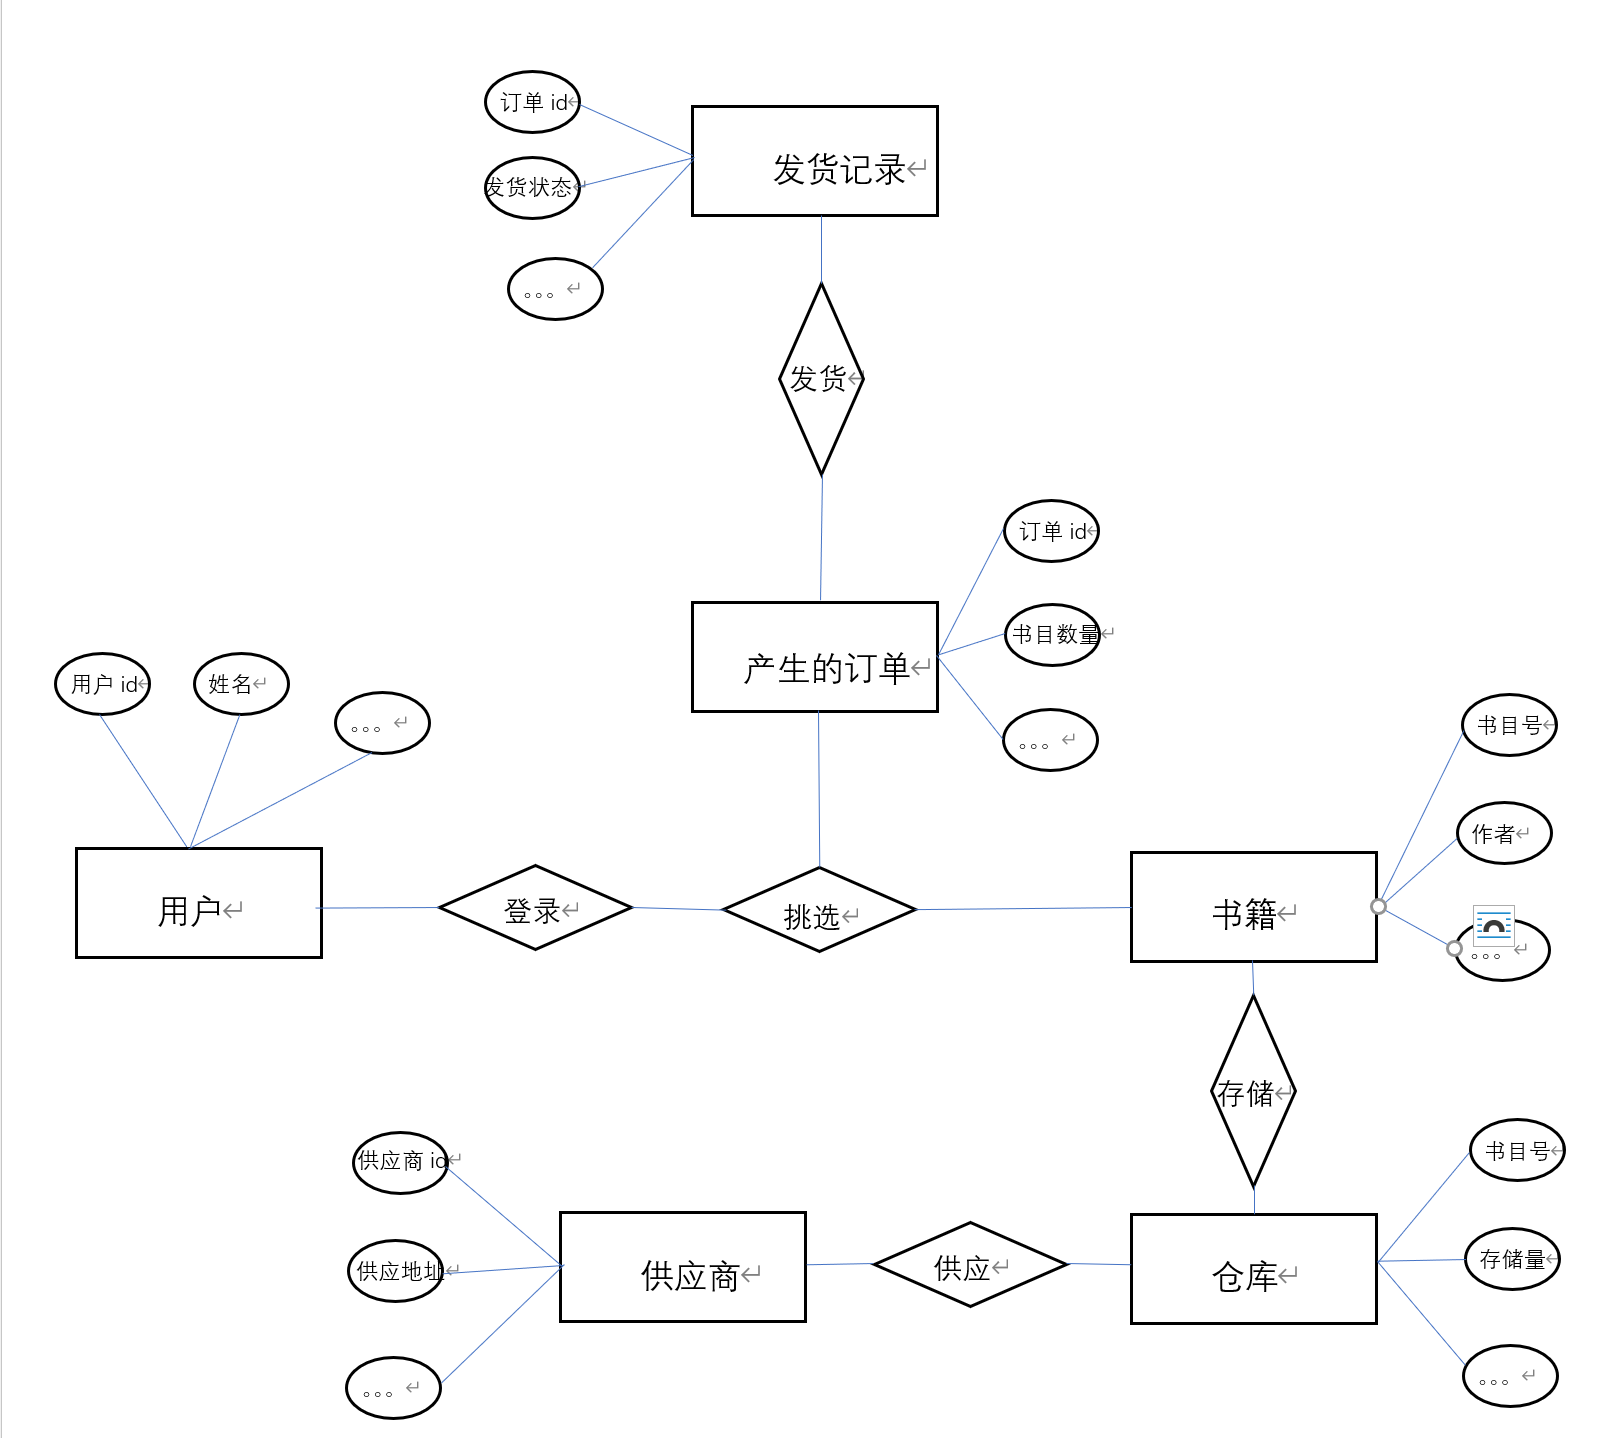 订单 id
发货记录
发货状态
。。。
发货
订单 id
书目数量
产生的订单
。。。
用户 id
姓名
。。。
书目号
作者
。。。
用户
登录
挑选
书籍
存储
供应商 id
书目号
供应地址
供应商
供应
仓库
存储量
。。。
。。。